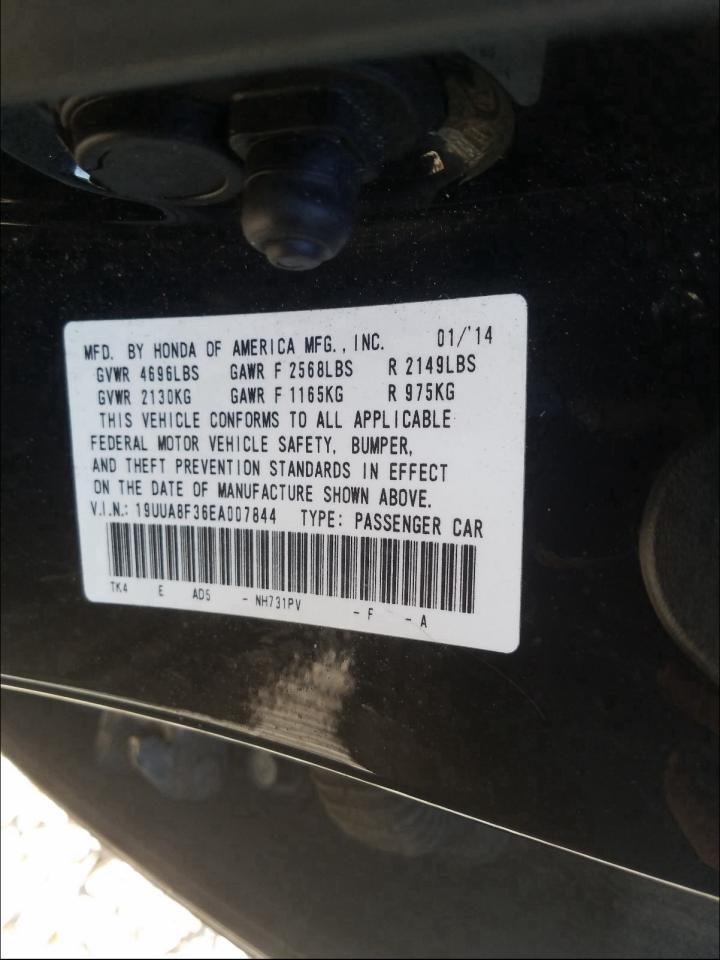 MFD. BY HONDA OF AMERICA MFG., INC. 01/'14
GVWR 4696LBS GAWR F 2568LBS R 2149LBS
GVWR 2130KG GAWR F 1165KG R 975KG
THIS VEHICLE CONFORMS TO ALL APPLICABLE
FEDERAL MOTOR VEHICLE SAFETY, BUMPER,
AND THEFT PREVENTION STANDARDS IN EFFECT
ON THE DATE OF MANUFACTURE SHOWN ABOVE.
V.I.N.: 19UUA8F36EA007844 TYPE: PASSENGER CAR
TK4 E AD5 - NH731PV - F - A